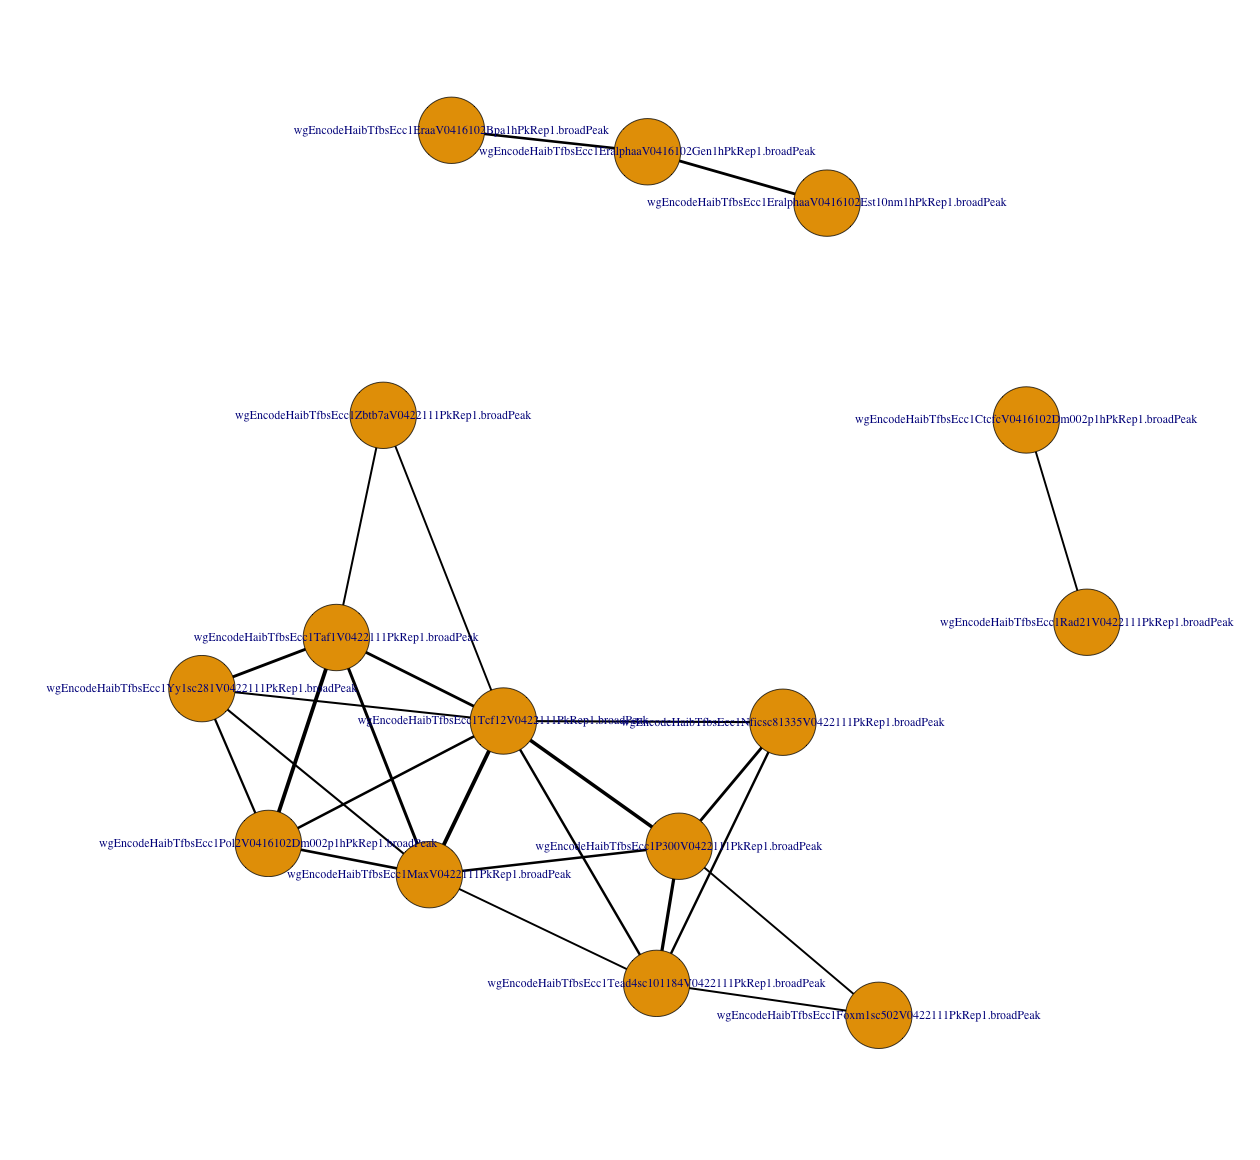 wgEncodeHaibTfbsEcc1EraaV0416102Bpa1hPkRep1.broadPeak
wgEncodeHaibTfbsEcc1EralphaaV0416102Gen1hPkRep1.broadPeak
wgEncodeHaibTfbsEcc1EralphaaV0416102Est10nm1hPkRep1.broadPeak
wgEncodeHaibTfbsEcc1Zbtb7aV0422111PkRep1.broadPeak
wgEncodeHaibTfbsEcc1CtcfcV0416102Dm002p1hPkRep1.broadPeak
wgEncodeHaibTfbsEcc1Rad21V0422111PkRep1.broadPeak
wgEncodeHaibTfbsEcc1Taf1V0422111PkRep1.broadPeak
wgEncodeHaibTfbsEcc1Yy1sc281V0422111PkRep1.broadPeak
wgEncodeHaibTfbsEcc1Tcf12V0422111PkRep1.broadPeak
wgEncodeHaibTfbsEcc1Nficsc81335V0422111PkRep1.broadPeak
wgEncodeHaibTfbsEcc1Pol2V0416102Dm002p1hPkRep1.broadPeak
wgEncodeHaibTfbsEcc1P300V0422111PkRep1.broadPeak
wgEncodeHaibTfbsEcc1MaxV0422111PkRep1.broadPeak
wgEncodeHaibTfbsEcc1Tead4sc101184V0422111PkRep1.broadPeak
wgEncodeHaibTfbsEcc1Foxm1sc502V0422111PkRep1.broadPeak